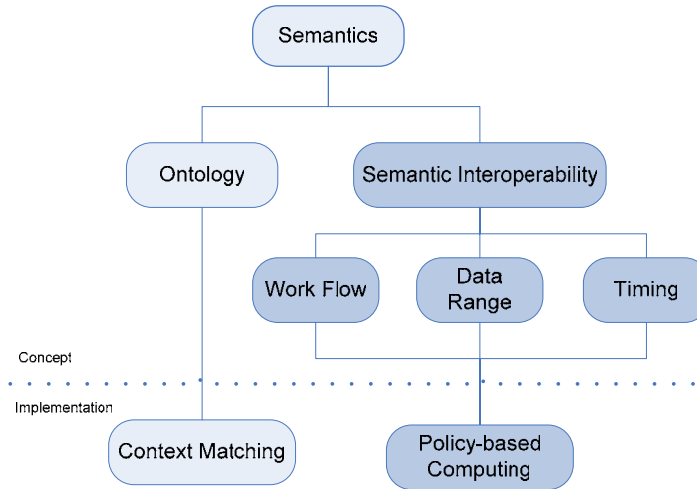 Semantics
Ontology
Semantic Interoperability
Work Flow
Data
Range
Timing
Concept
Implementation
Context Matching
Policy-based
Computing